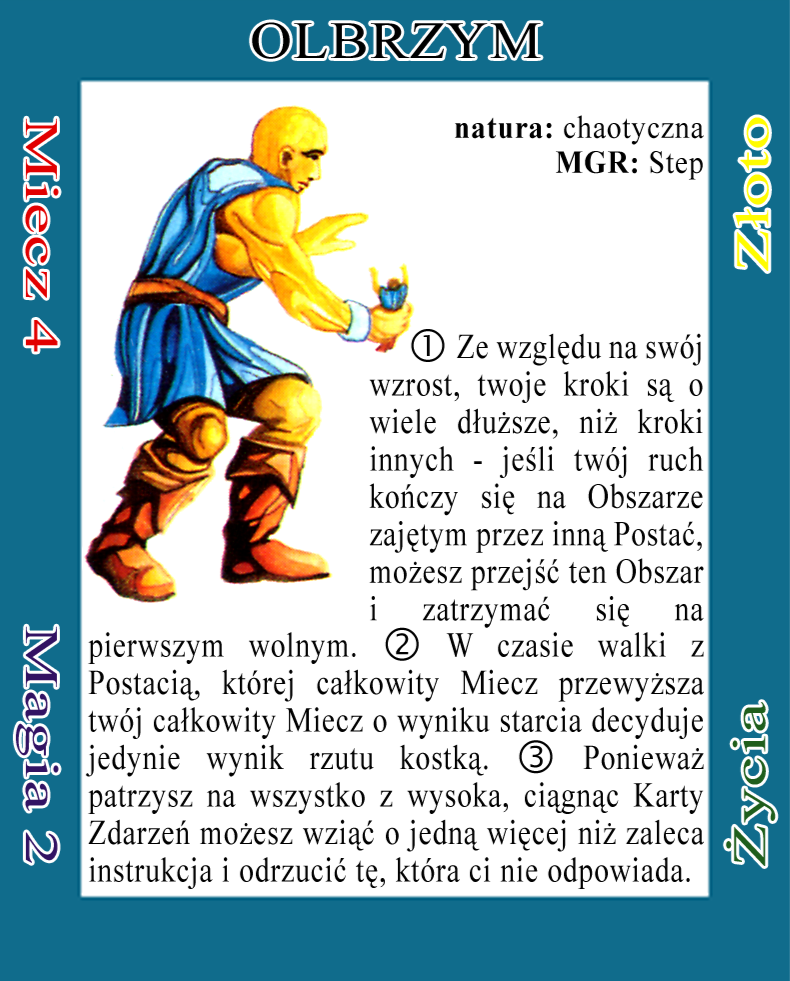 OLBRZYM
Miecz 4
Magia 2
Złoto
Życia
natura: chaotyczna
MGR: Step
① Ze względu na swój
wzrost, twoje kroki są o
wiele dłuższe, niż kroki
innych - jeśli twój ruch
kończy się na Obszarze
zajętym przez inną Postać,
możesz przejść ten Obszar
i zatrzymać się na
pierwszym wolnym. ② W czasie walki z
Postacią, której całkowity Miecz przewyższa
twój całkowity Miecz o wyniku starcia decyduje
jedynie wynik rzutu kostką. ③ Ponieważ
patrzysz na wszystko z wysoka, ciągnąc Karty
Zdarzeń możesz wziąć o jedną więcej niż zaleca
instrukcja i odrzucić tę, która ci nie odpowiada.